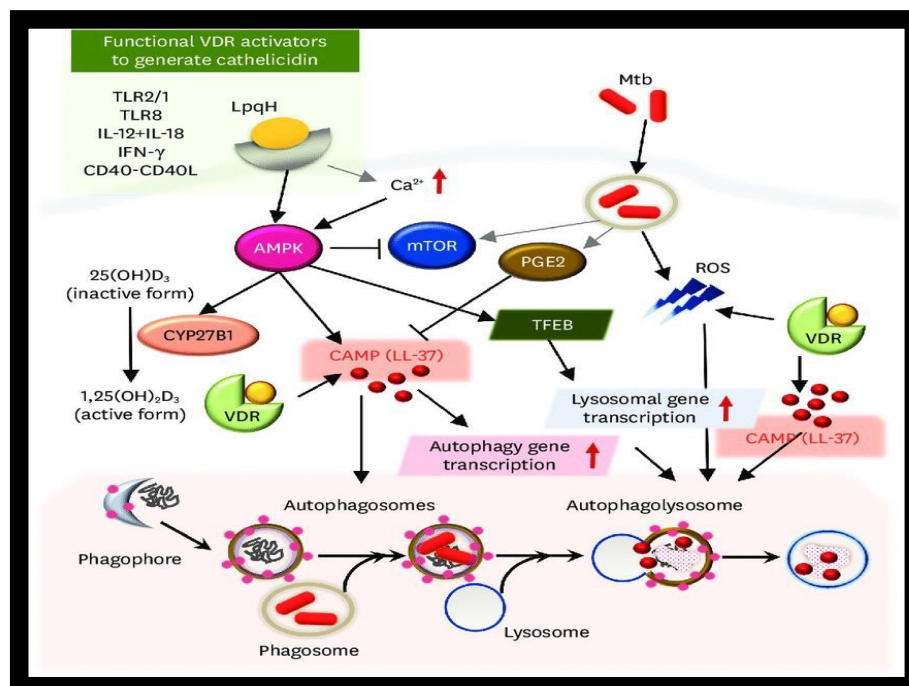 Functional VDR activators
to generate cathelicidin
TLR2/1
TLR8
IL-12+IL-18
IFN-γ
CD40-CD40L
LpqH
Ca²⁺
Mtb
AMPK
mTOR
PGE2
ROS
25(OH)D₃
(inactive form)
CYP27B1
TFEB
VDR
CAMP (LL-37)
1,25(OH)₂D₃
(active form)
VDR
Lysosomal gene
transcription
CAMP (LL-37)
Autophagy gene
transcription
Autophagosomes
Autophagolysosome
Phagophore
Lysosome
Phagosome